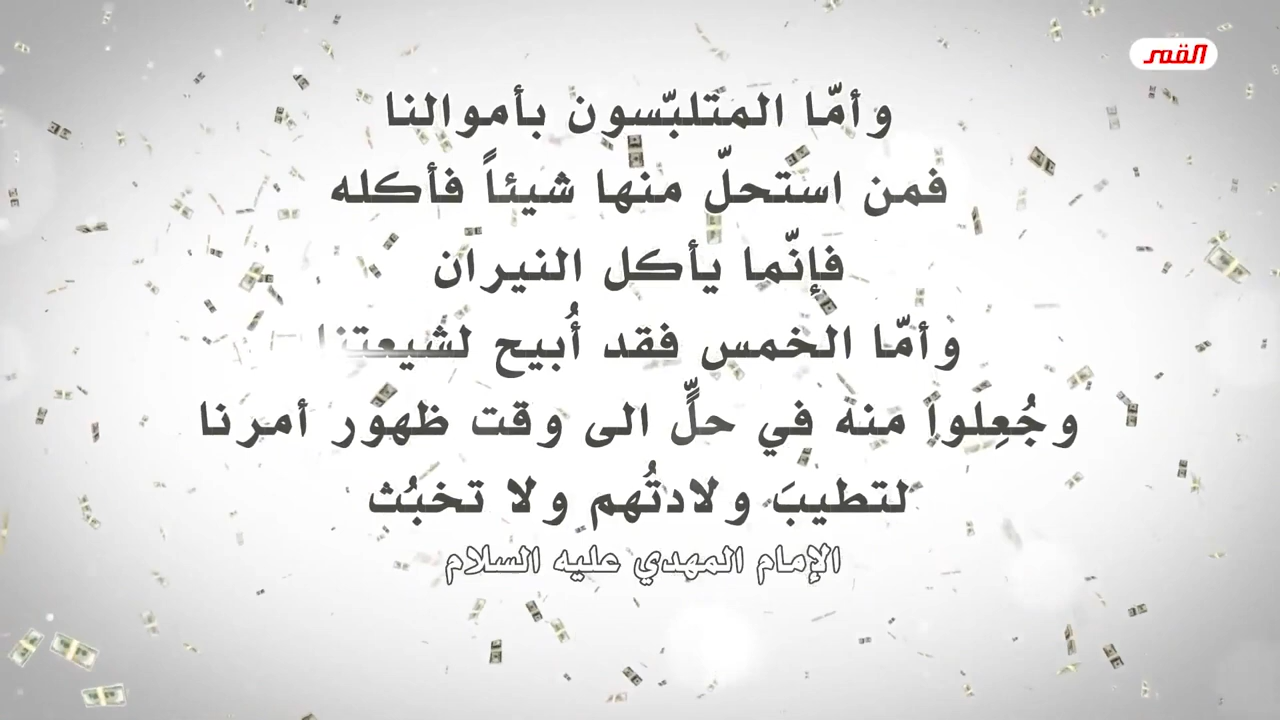 القمر
وأمّا المتلبّسون بأموالنا
فمن استحلّ منها شيئاً فأكله
فإنّما يأكل النيران
وأمّا الخمس فقد أُبيح لشيعتنا
وجُعِلوا منه في حلٍّ الى وقت ظهور أمرنا
لتطيبَ ولادتُهم ولا تخبُث
الإمام المهدي عليه السلام